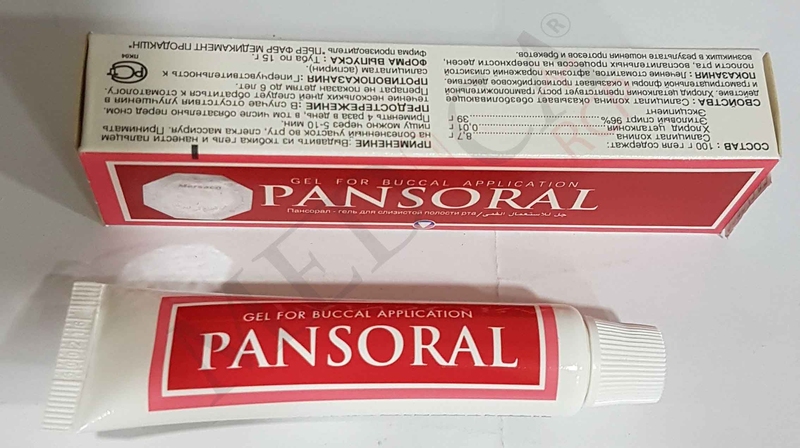 СОСТАВ : 100 г геля содержат:
Салицилат холина ........ 8,7 г
Хлорид цеталкония ........ 0,01 г
Этиловый спирт 96% ........ 39 г
Эксципиент
СВОЙСТВА : Салицилат холина оказывает обезболивающее
действие. Хлорид цеталкония препятствует росту грамположительной
и грамотрицательной флоры и оказывает противогрибковое действие.
ПОКАЗАНИЯ : Лечение стоматитов, афтозных поражений слизистой
полости рта, воспалительных процессов на поверхности десен,
возникших в результате ношения протезов и брекетов.
ПРИМЕНЕНИЕ : Выдавить из тюбика гель и нанести пальцем
на болезненный участок во рту, слегка массируя. Принимать
пищу можно через 5-10 мин.
Применять 4 раза в день, в том числе обязательно перед сном.
ПРЕДОСТЕРЕЖЕНИЕ : В случае отсутствия улучшения в
течение нескольких дней следует обратиться к стоматологу.
Препарат не показан детям до 6 лет.
ПРОТИВОПОКАЗАНИЯ : Гиперчувствительность к
салицилатам (аспирин).
ФОРМА ВЫПУСКА : Туба по 15 г
Фирма производитель "ПЬЕР ФАБР МЕДИКАМЕНТ ПРОДАКШН"
GEL FOR BUCCAL APPLICATION
PANSORAL
Пансорал - гель для слизистой полости рта/جل للاستعمال الفمي
GEL FOR BUCCAL APPLICATION
PANSORAL